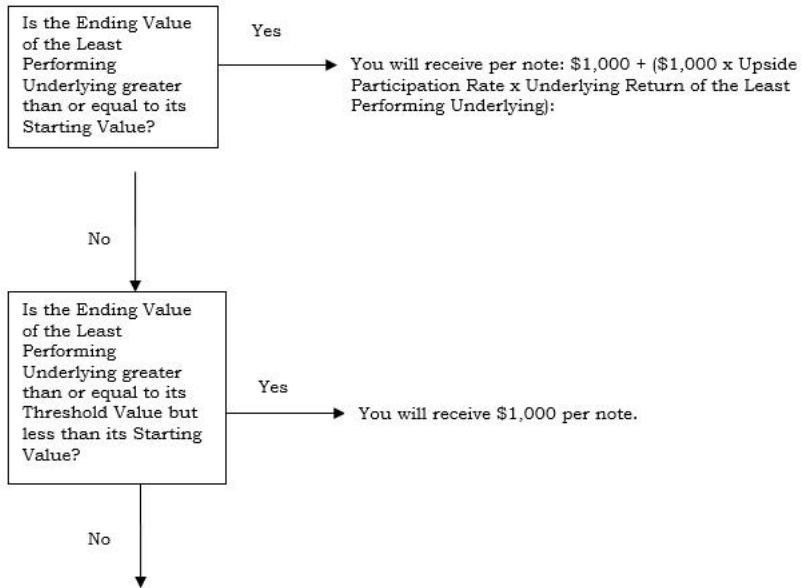 Is the Ending Value
of the Least
Performing
Underlying greater
than or equal to its
Starting Value?
Yes
You will receive per note: $1,000 + ($1,000 x Upside
Participation Rate x Underlying Return of the Least
Performing Underlying):
No
Is the Ending Value
of the Least
Performing
Underlying greater
than or equal to its
Threshold Value but
less than its Starting
Value?
Yes
You will receive $1,000 per note.
No